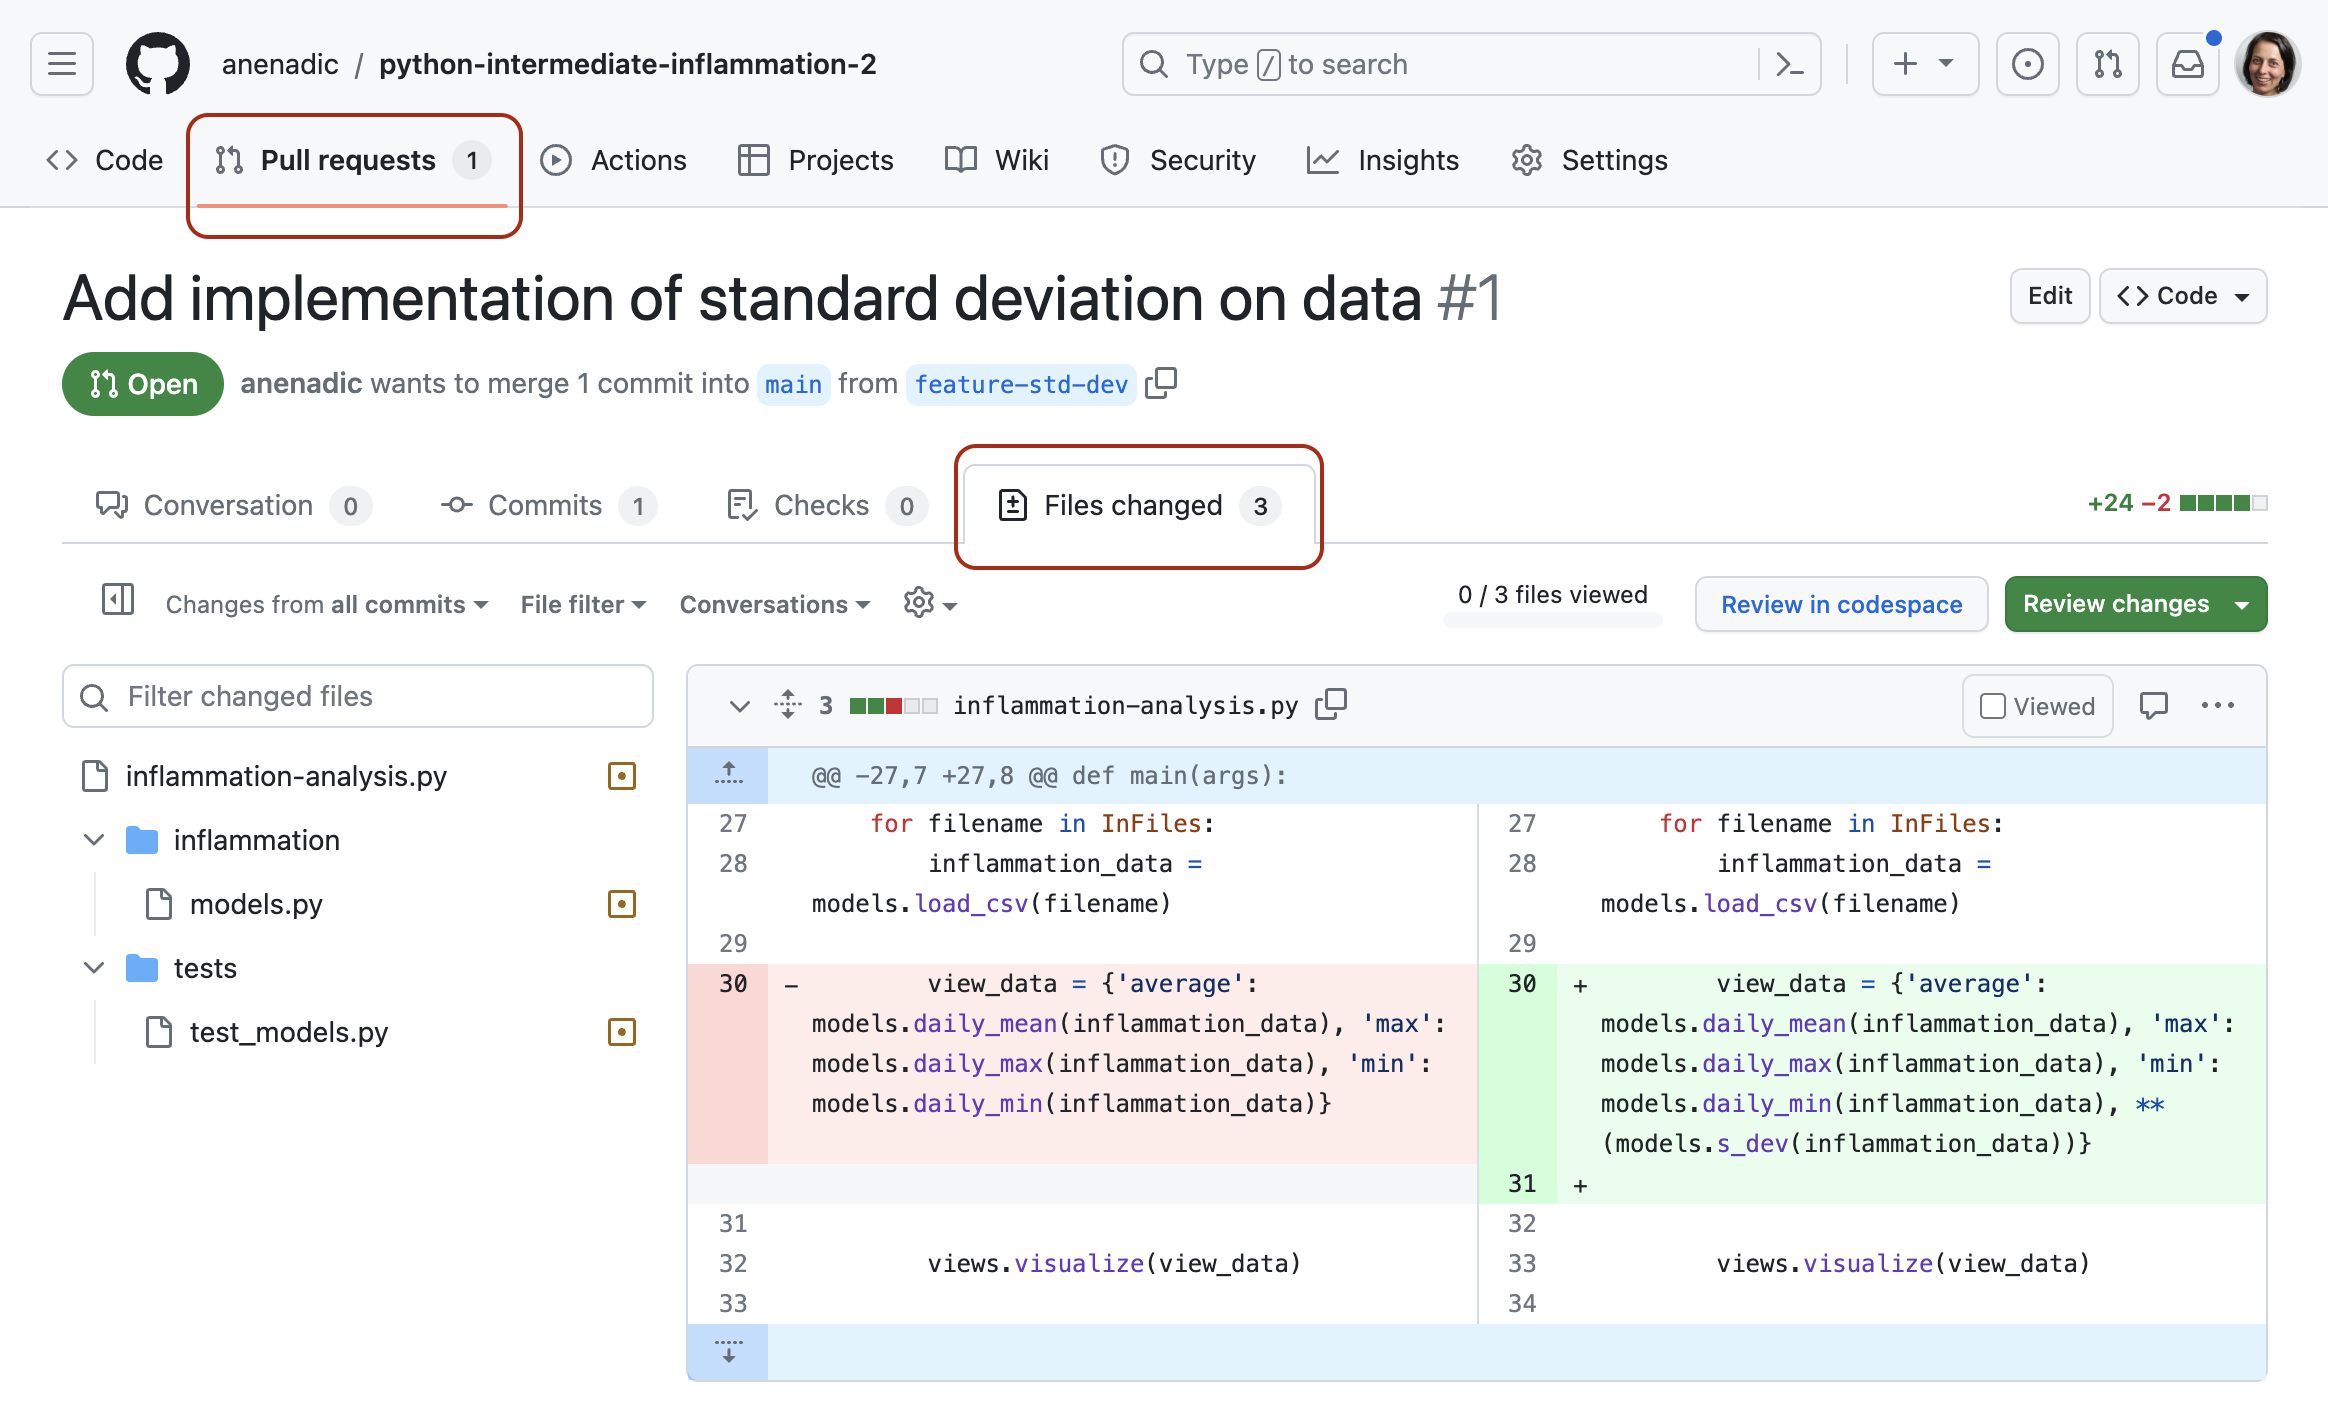 anenadic / python-intermediate-inflammation-2
Type / to search
Code
Pull requests 1
Actions
Projects
Wiki
Security
Insights
Settings
Add implementation of standard deviation on data #1
Edit
<> Code
Open
anenadic wants to merge 1 commit into main from feature-std-dev
Conversation 0
Commits 1
Checks 0
Files changed 3
+24 −2
Changes from all commits
File filter
Conversations
0 / 3 files viewed
Review in codespace
Review changes
Filter changed files
inflammation-analysis.py
inflammation
models.py
tests
test_models.py
3 inflammation-analysis.py
Viewed
@@ -27,7 +27,8 @@ def main(args):
27 for filename in InFiles:
28 inflammation_data =
models.load_csv(filename)
29
30 - view_data = {'average':
models.daily_mean(inflammation_data), 'max':
models.daily_max(inflammation_data), 'min':
models.daily_min(inflammation_data)}
31
32 views.visualize(view_data)
33
27 for filename in InFiles:
28 inflammation_data =
models.load_csv(filename)
29
30 + view_data = {'average':
models.daily_mean(inflammation_data), 'max':
models.daily_max(inflammation_data), 'min':
models.daily_min(inflammation_data), **
(models.s_dev(inflammation_data))}
31 +
32
33 views.visualize(view_data)
34